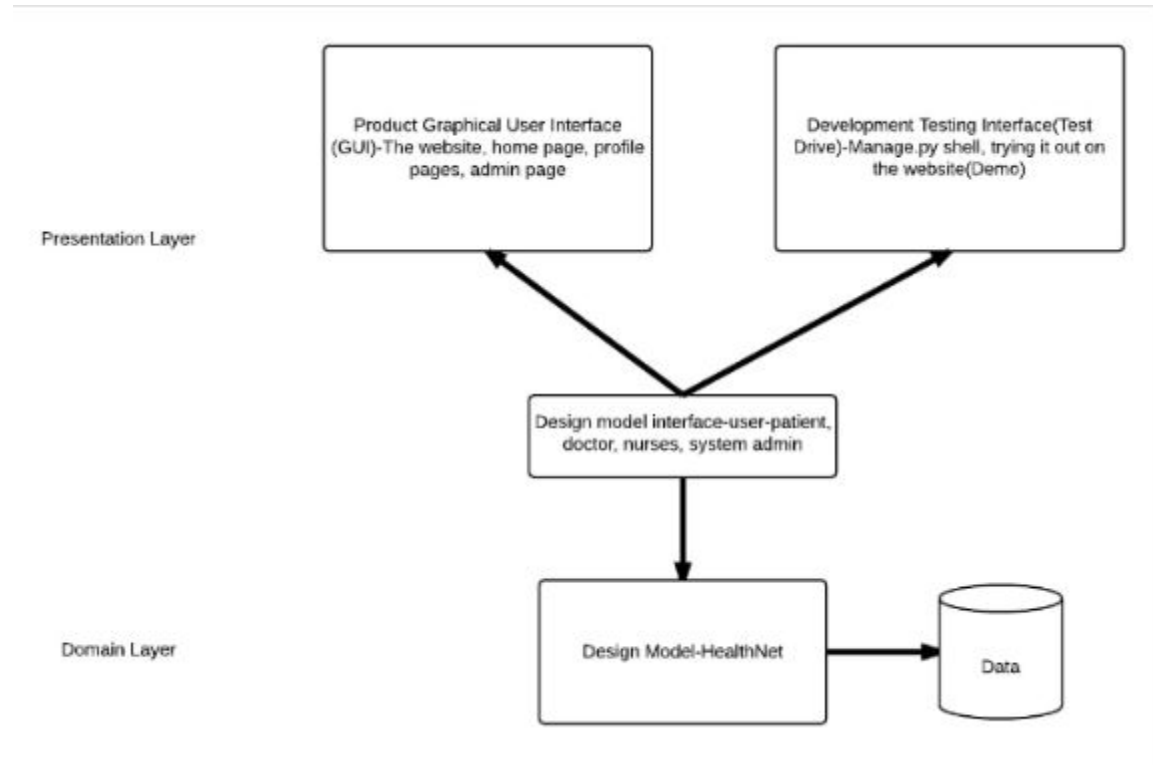 Product Graphical User Interface
(GUI)-The website, home page, profile
pages, admin page
Development Testing Interface(Test
Drive)-Manage.py shell, trying it out on
the website(Demo)
Presentation Layer
Design model interface-user-patient,
doctor, nurses, system admin
Domain Layer
Design Model-HealthNet
Data